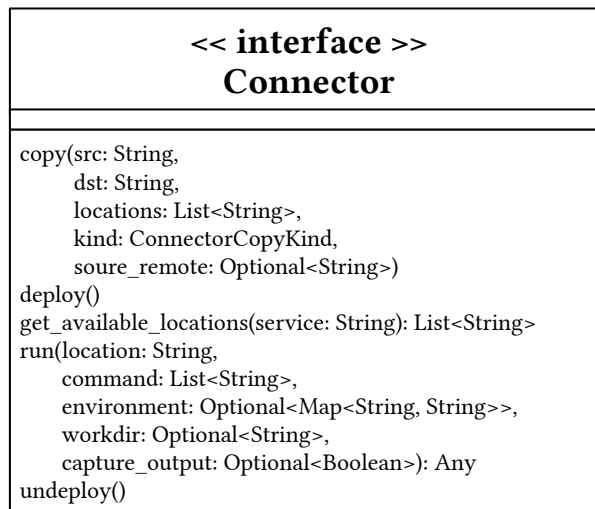 << interface >>
Connector
copy(src: String,
dst: String,
locations: List<String>,
kind: ConnectorCopyKind,
soure_remote: Optional<String>)
deploy()
get_available_locations(service: String): List<String>
run(location: String,
command: List<String>,
environment: Optional<Map<String, String>>,
workdir: Optional<String>,
capture_output: Optional<Boolean>): Any
undeploy()